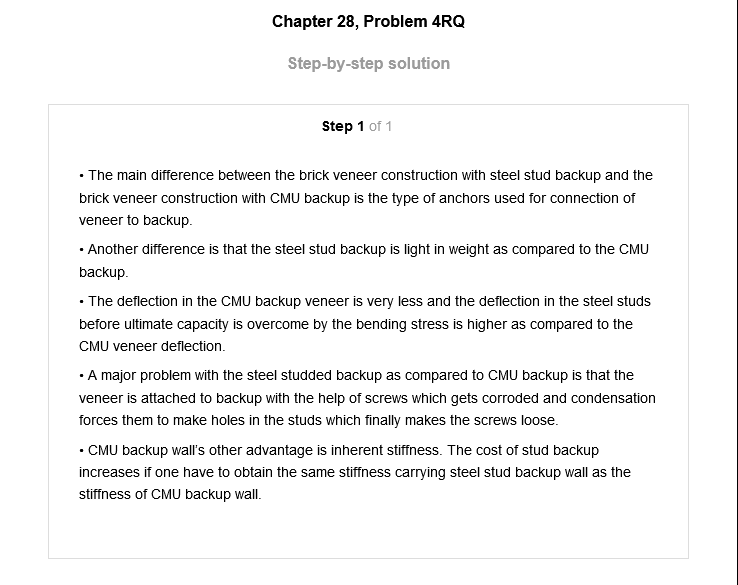 Chapter 28, Problem 4RQ
Step-by-step solution
Step 1 of 1
• The main difference between the brick veneer construction with steel stud backup and the
brick veneer construction with CMU backup is the type of anchors used for connection of
veneer to backup.
• Another difference is that the steel stud backup is light in weight as compared to the CMU
backup.
• The deflection in the CMU backup veneer is very less and the deflection in the steel studs
before ultimate capacity is overcome by the bending stress is higher as compared to the
CMU veneer deflection.
• A major problem with the steel studded backup as compared to CMU backup is that the
veneer is attached to backup with the help of screws which gets corroded and condensation
forces them to make holes in the studs which finally makes the screws loose.
• CMU backup wall's other advantage is inherent stiffness. The cost of stud backup
increases if one have to obtain the same stiffness carrying steel stud backup wall as the
stiffness of CMU backup wall.